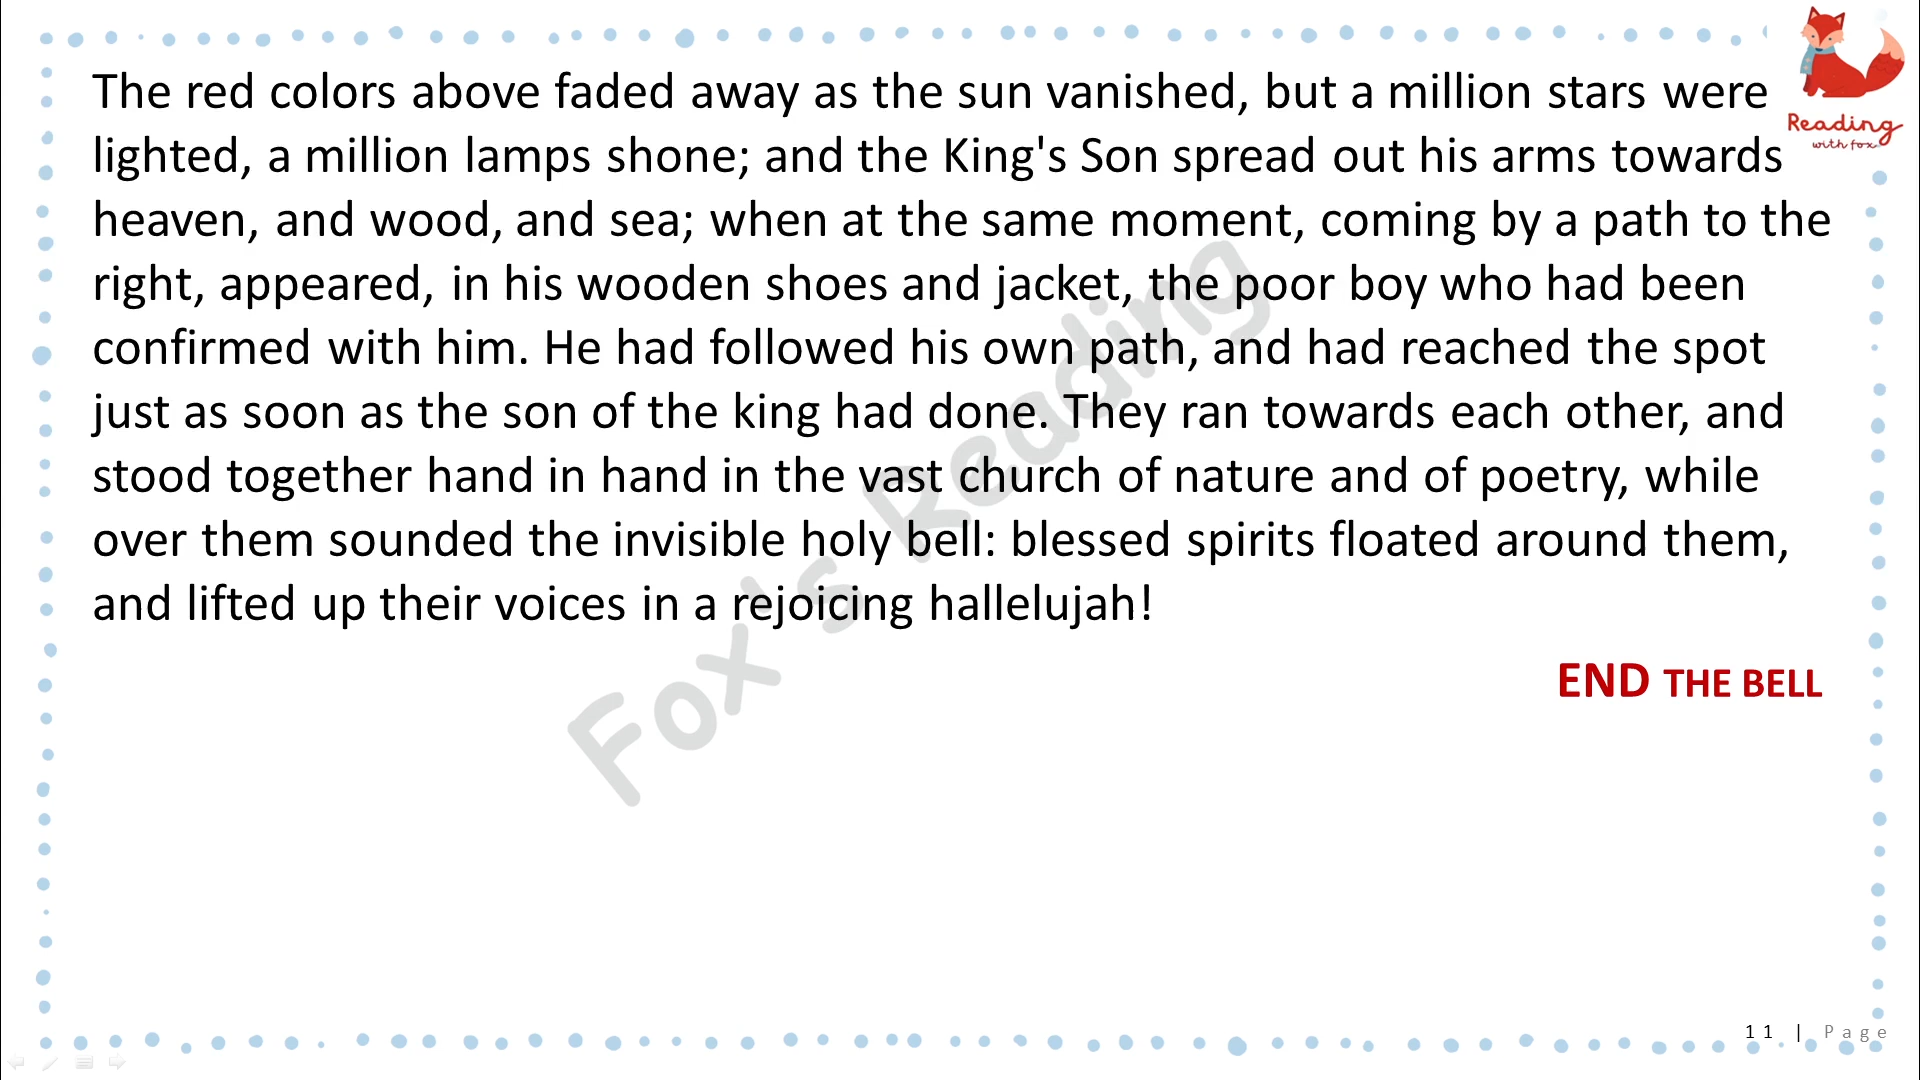 The red colors above faded away as the sun vanished, but a million stars were
lighted, a million lamps shone; and the King's Son spread out his arms towards
heaven, and wood, and sea; when at the same moment, coming by a path to the
right, appeared, in his wooden shoes and jacket, the poor boy who had been
confirmed with him. He had followed his own path, and had reached the spot
just as soon as the son of the king had done. They ran towards each other, and
stood together hand in hand in the vast church of nature and of poetry, while
over them sounded the invisible holy bell: blessed spirits floated around them,
and lifted up their voices in a rejoicing hallelujah!
END THE BELL
Reading
with fox
Fox's Reading
11 | Page